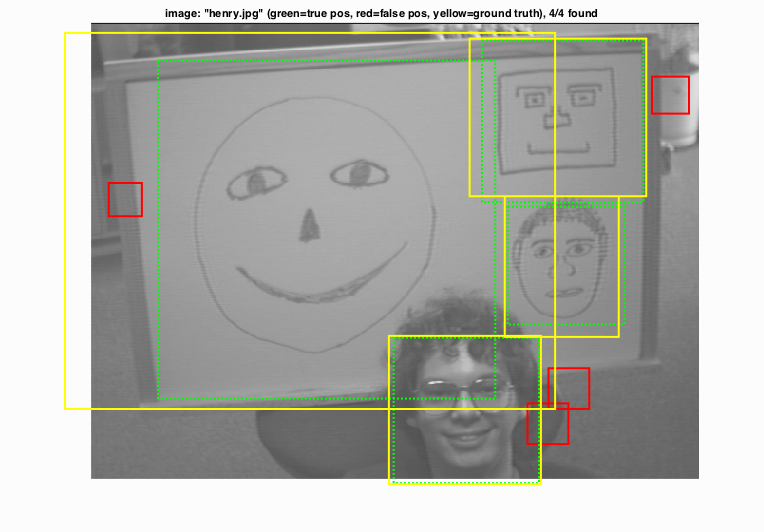 image: "henry.jpg" (green=true pos, red=false pos, yellow=ground truth), 4/4 found